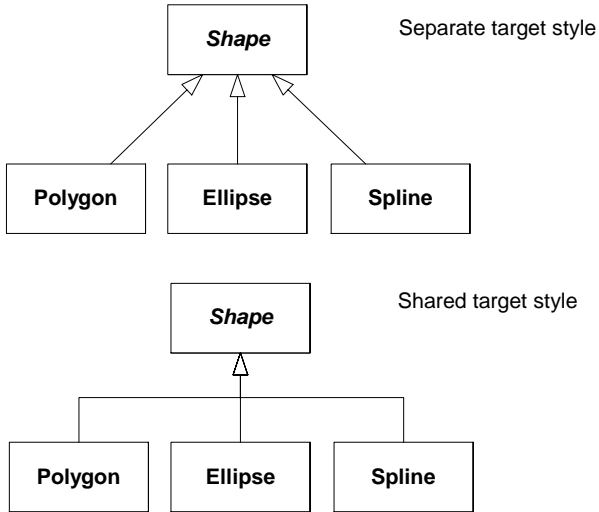 Shape
Separate target style
Polygon
Ellipse
Spline
Shape
Shared target style
Polygon
Ellipse
Spline